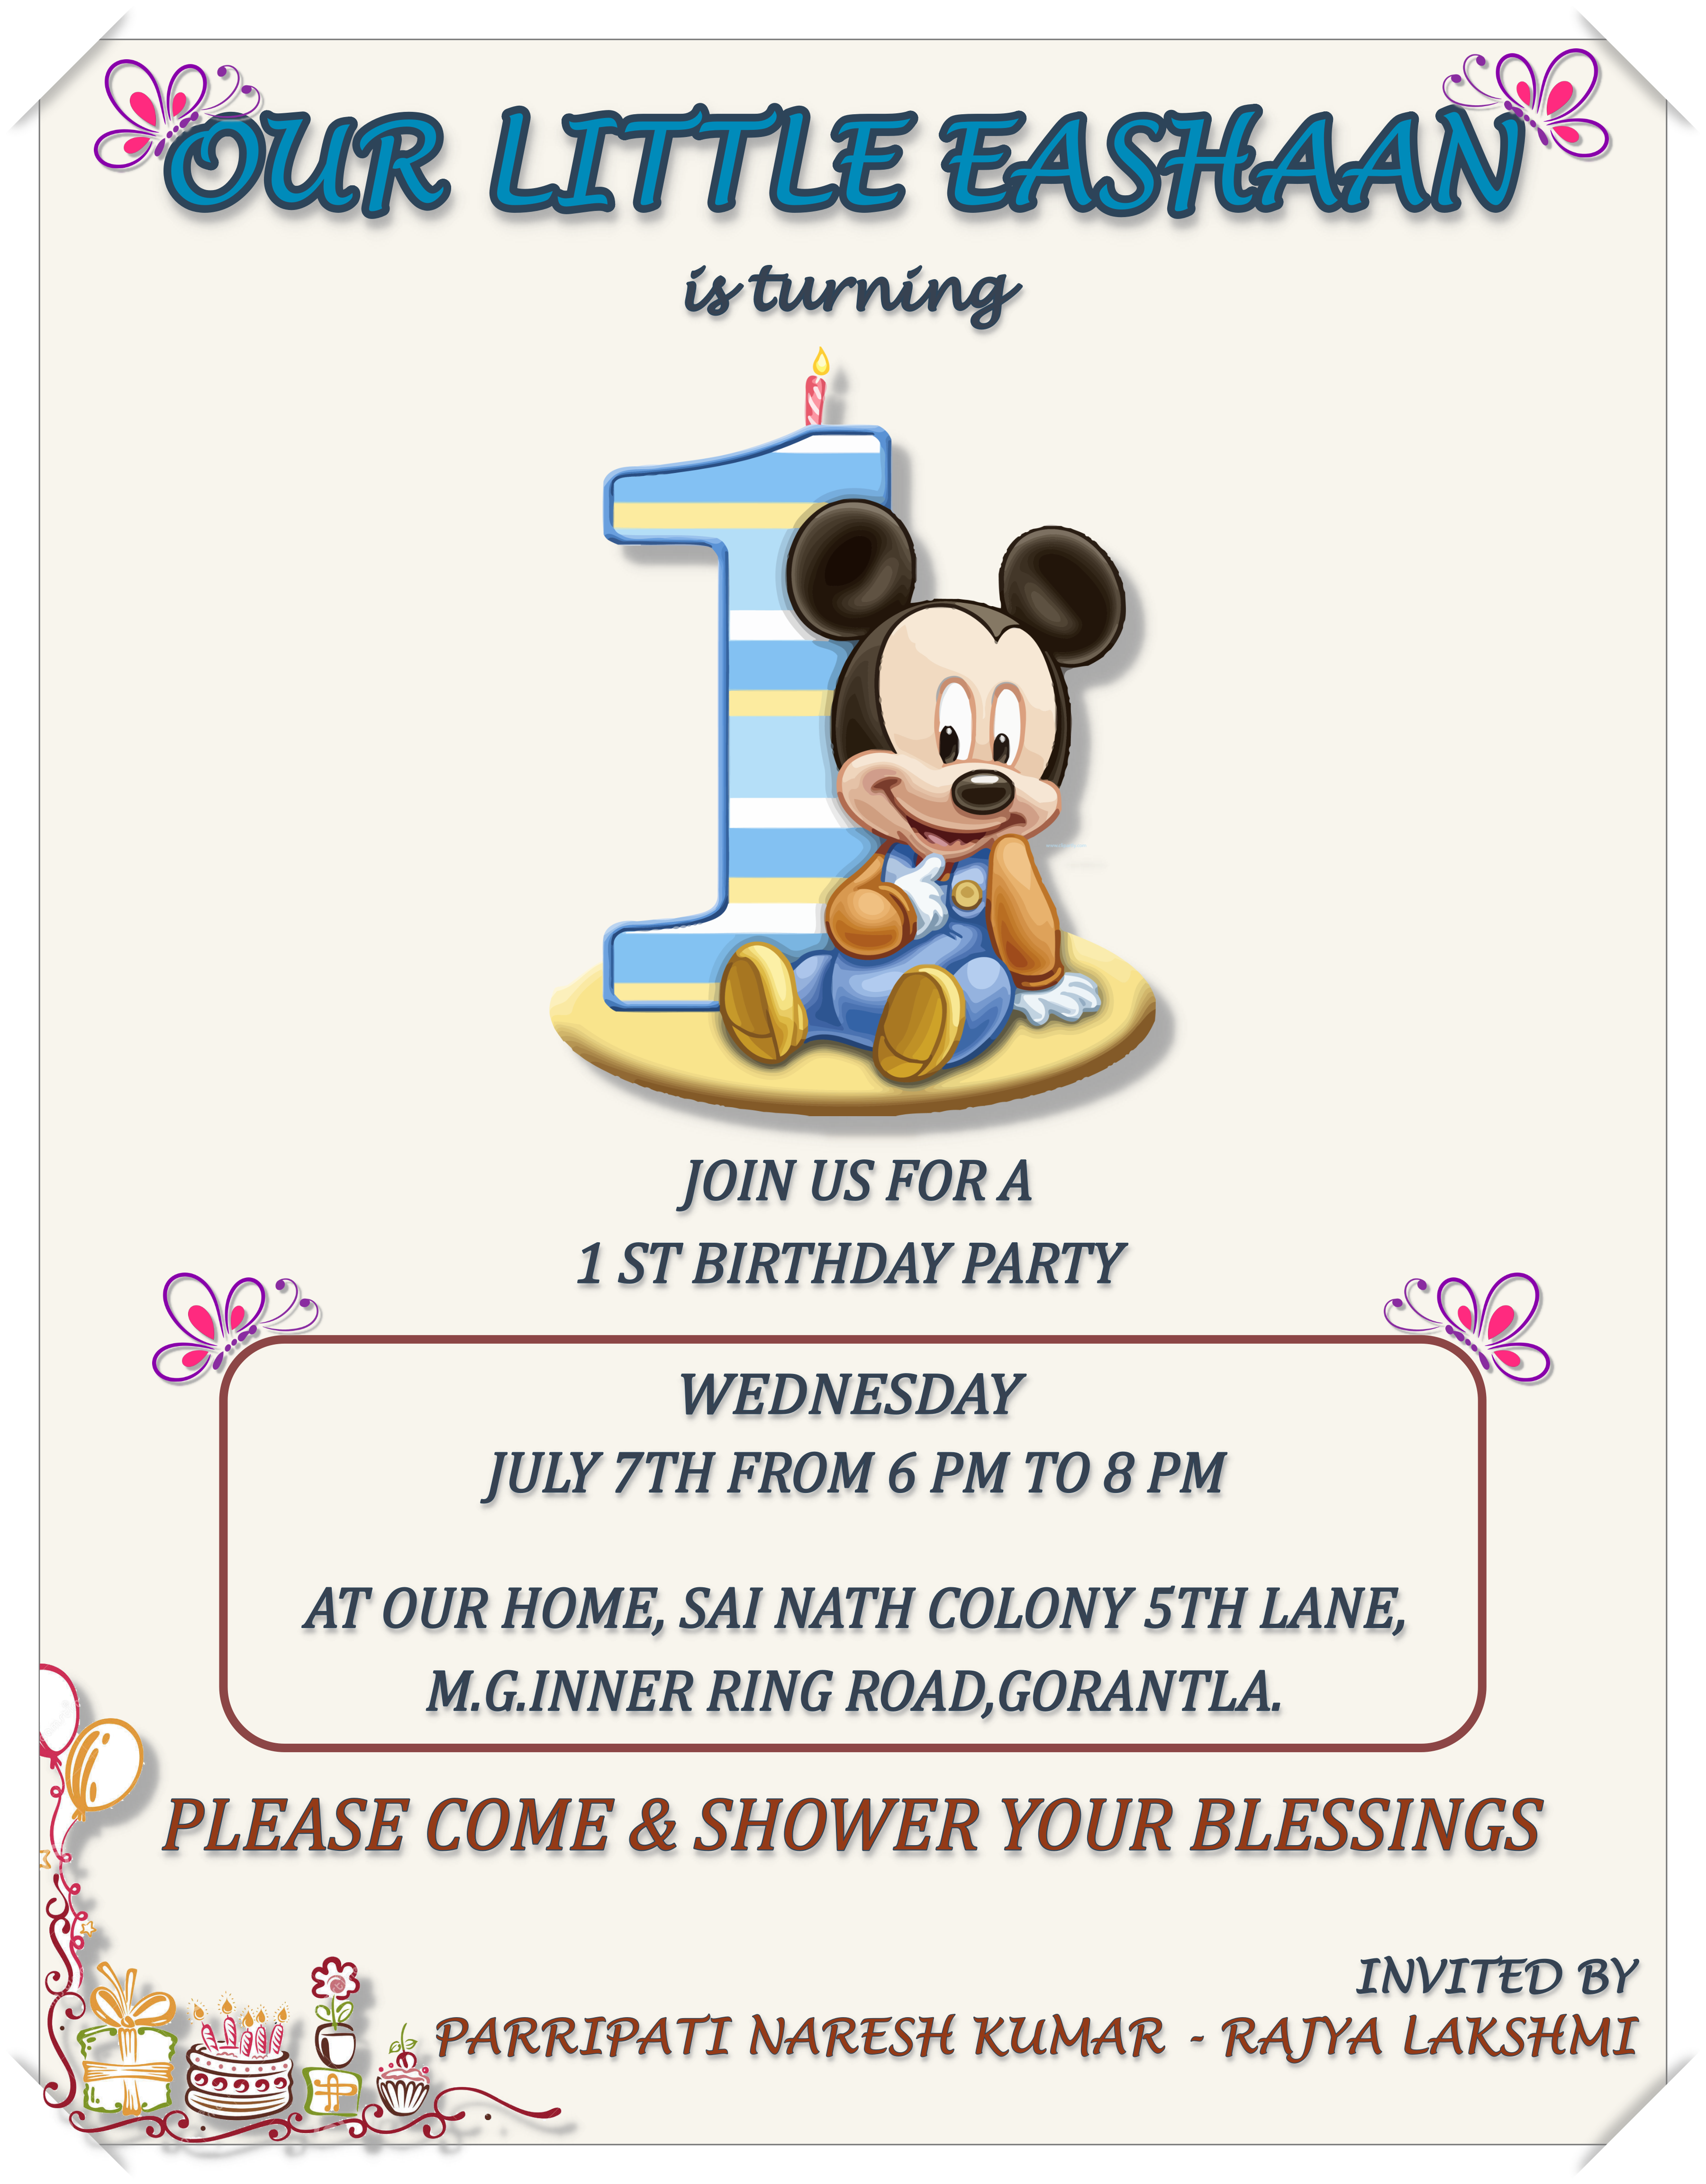 OUR LITTLE EASHAAN
is turning
1
JOIN US FOR A
1 ST BIRTHDAY PARTY
WEDNESDAY
JULY 7TH FROM 6 PM TO 8 PM
AT OUR HOME, SAI NATH COLONY 5TH LANE,
M.G.INNER RING ROAD,GORANTLA.
PLEASE COME & SHOWER YOUR BLESSINGS
INVITED BY
PARRIPATI NARESH KUMAR - RAJYA LAKSHMI